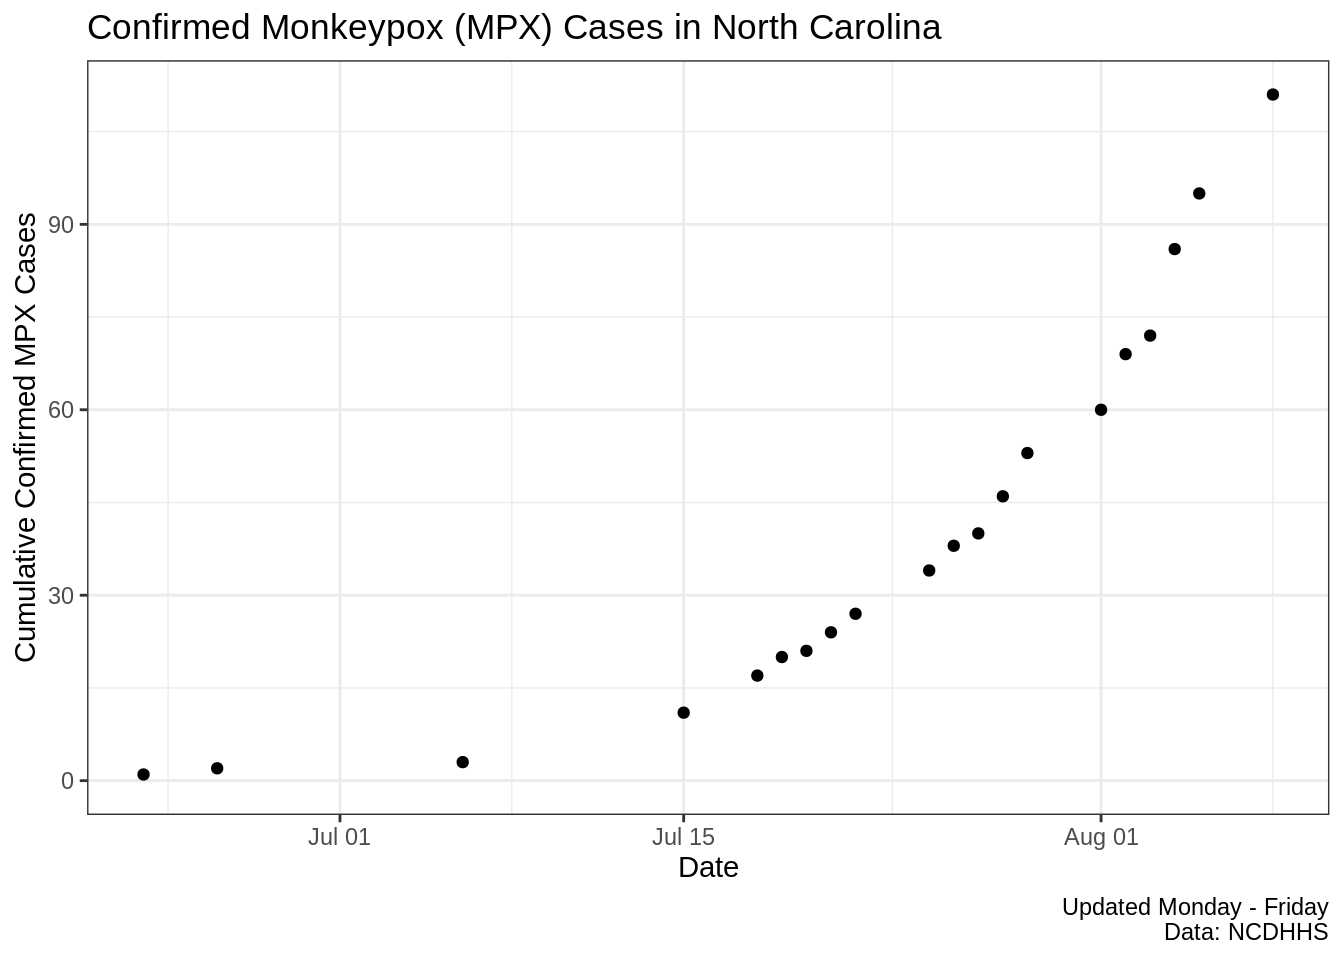 Confirmed Monkeypox (MPX) Cases in North Carolina
Cumulative Confirmed MPX Cases
90
60
30
0
Jul 01
Jul 15
Aug 01
Date
Updated Monday - Friday
Data: NCDHHS